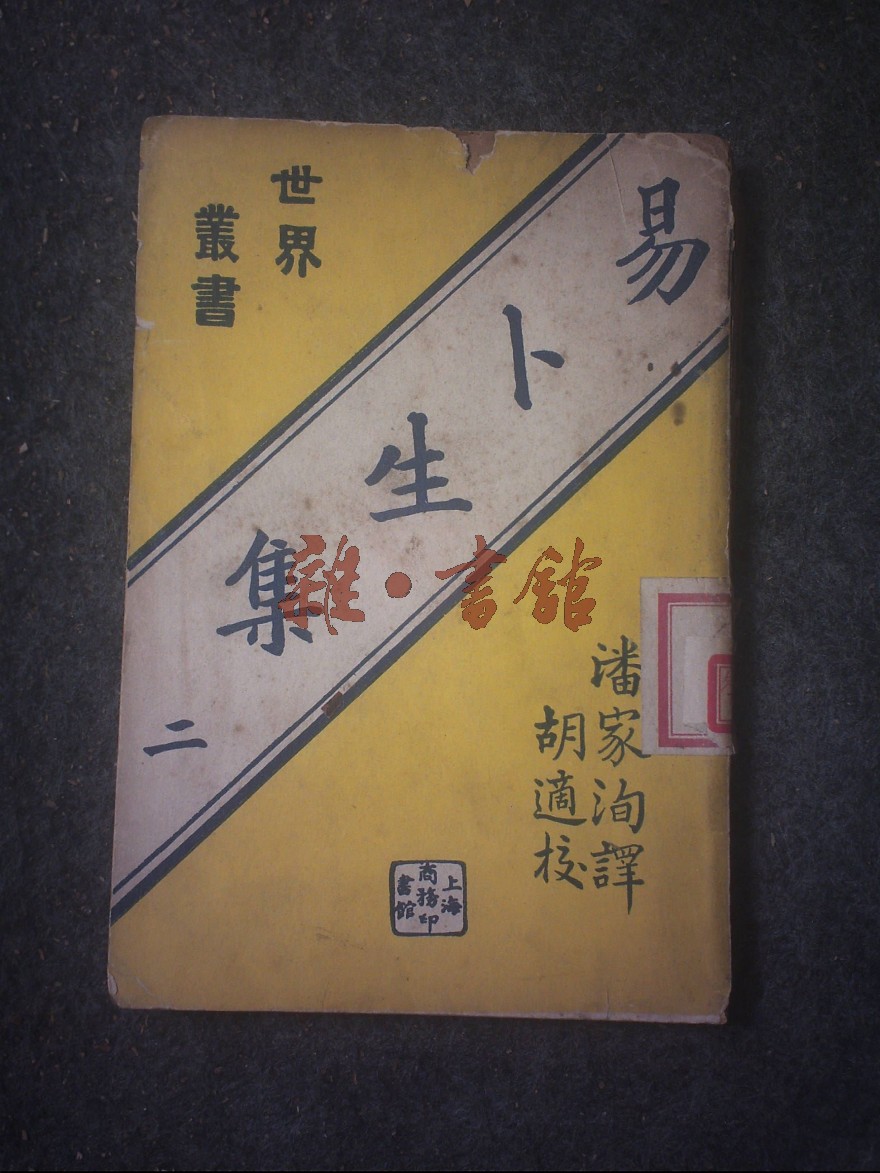 世界
叢書
易卜生集
二
雜·書館
潘家洵譯
胡適校
上海
商務印
書館